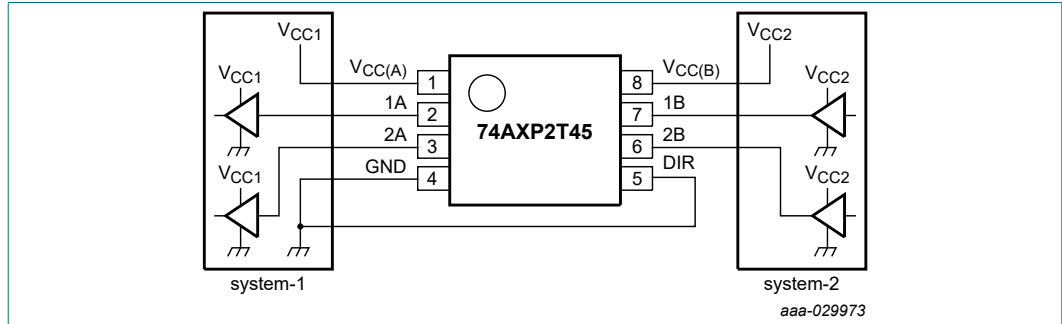 VCC1
VCC2
VCC(A)
1
8
VCC(B)
VCC1
1A
2
74AXP2T45
7
1B
VCC2
2A
3
6
2B
VCC1
GND
4
5
DIR
VCC2
system-1
system-2
aaa-029973